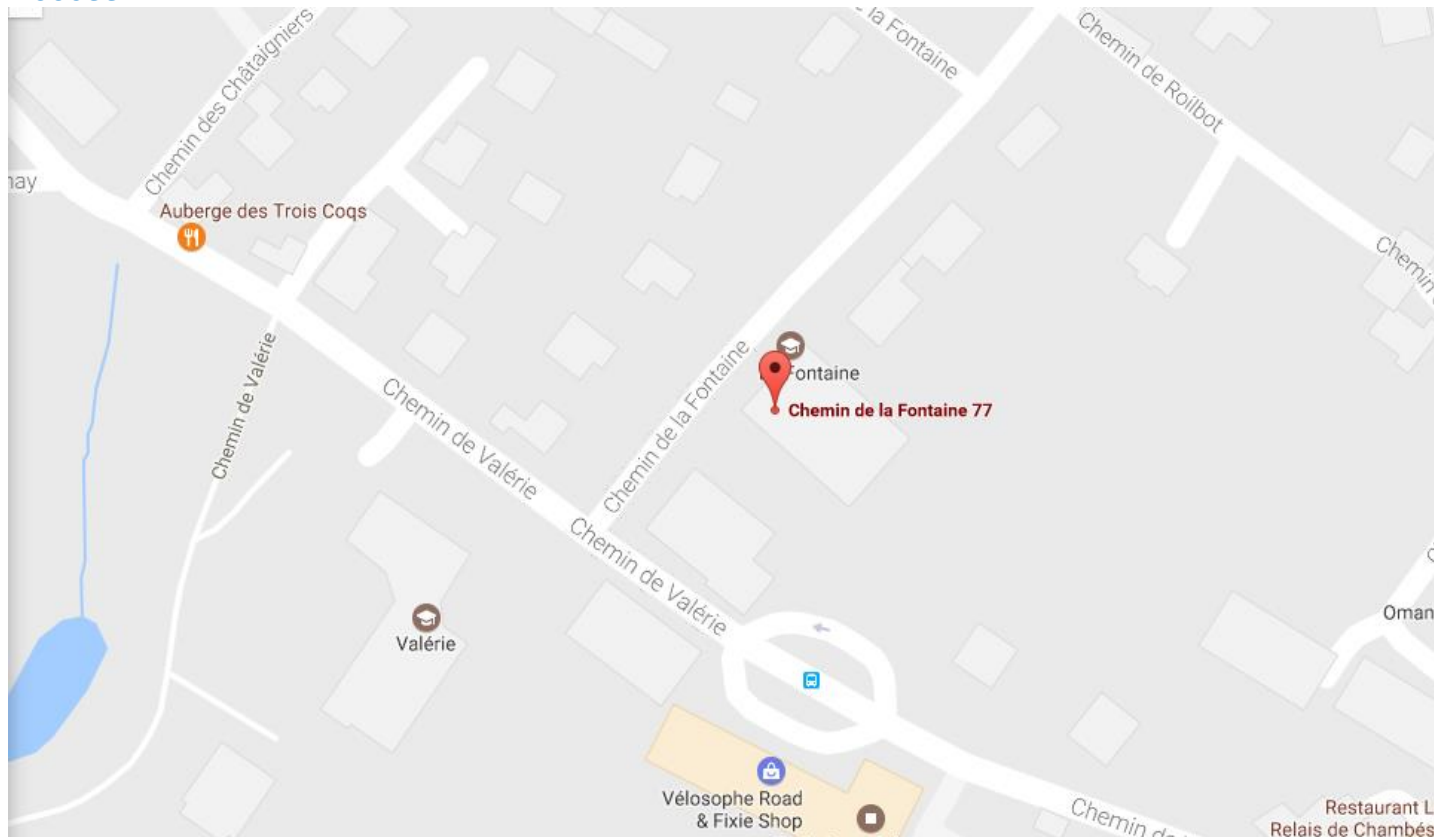 Chemin des Châtaigniers
la Fontaine
Chemin de Roilbot
nay
Auberge des Trois Coqs
Chemin
Chemin de Valérie
Chemin de la Fontaine
Fontaine
Chemin de la Fontaine 77
Chemin de Valérie
Chemin de Valérie
Oman
Valérie
Vélosophe Road
& Fixie Shop
Chemin
Restaurant L
Relais de Chambés